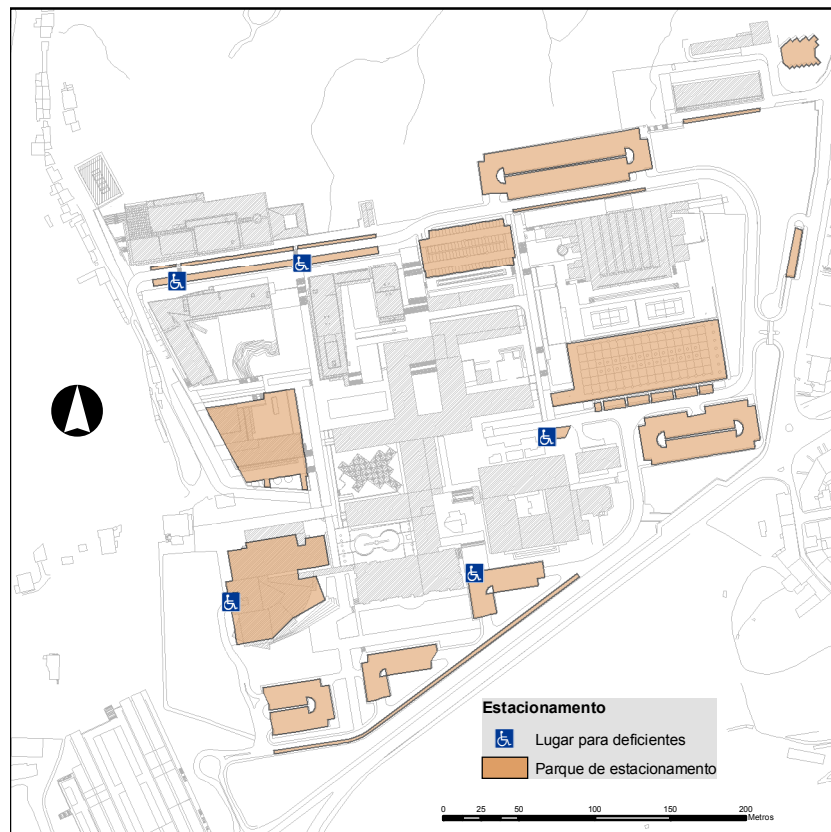 Estacionamento
Lugar para deficientes
Parque de estacionamento
0 25 50 100 150 200
Metros